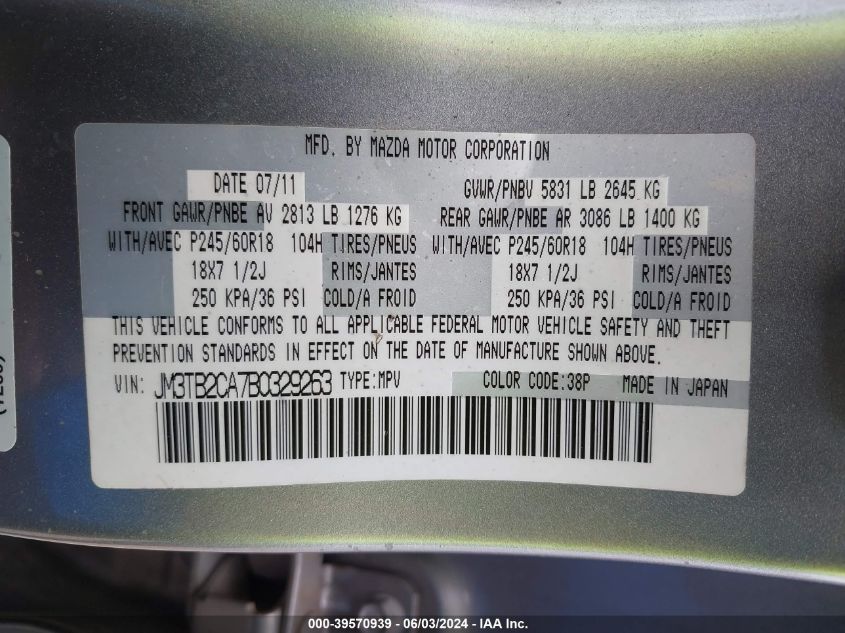 MFD. BY MAZDA MOTOR CORPORATION
DATE 07/11 GVWR/PNBV 5831 LB 2645 KG
FRONT GAWR/PNBE AV 2813 LB 1276 KG REAR GAWR/PNBE AR 3086 LB 1400 KG
WITH/AVEC P245/60R18 104H TIRES/PNEUS WITH/AVEC P245/60R18 104H TIRES/PNEUS
18X7 1/2J RIMS/JANTES 18X7 1/2J RIMS/JANTES
250 KPA/36 PSI COLD/A FROID 250 KPA/36 PSI COLD/A FROID
THIS VEHICLE CONFORMS TO ALL APPLICABLE FEDERAL MOTOR VEHICLE SAFETY AND THEFT
PREVENTION STANDARDS IN EFFECT ON THE DATE OF MANUFACTURE SHOWN ABOVE.
VIN: JM3TB2CA7B0329263 TYPE:MPV COLOR CODE:38P MADE IN JAPAN
000-39570939 - 06/03/2024 - IAA Inc.